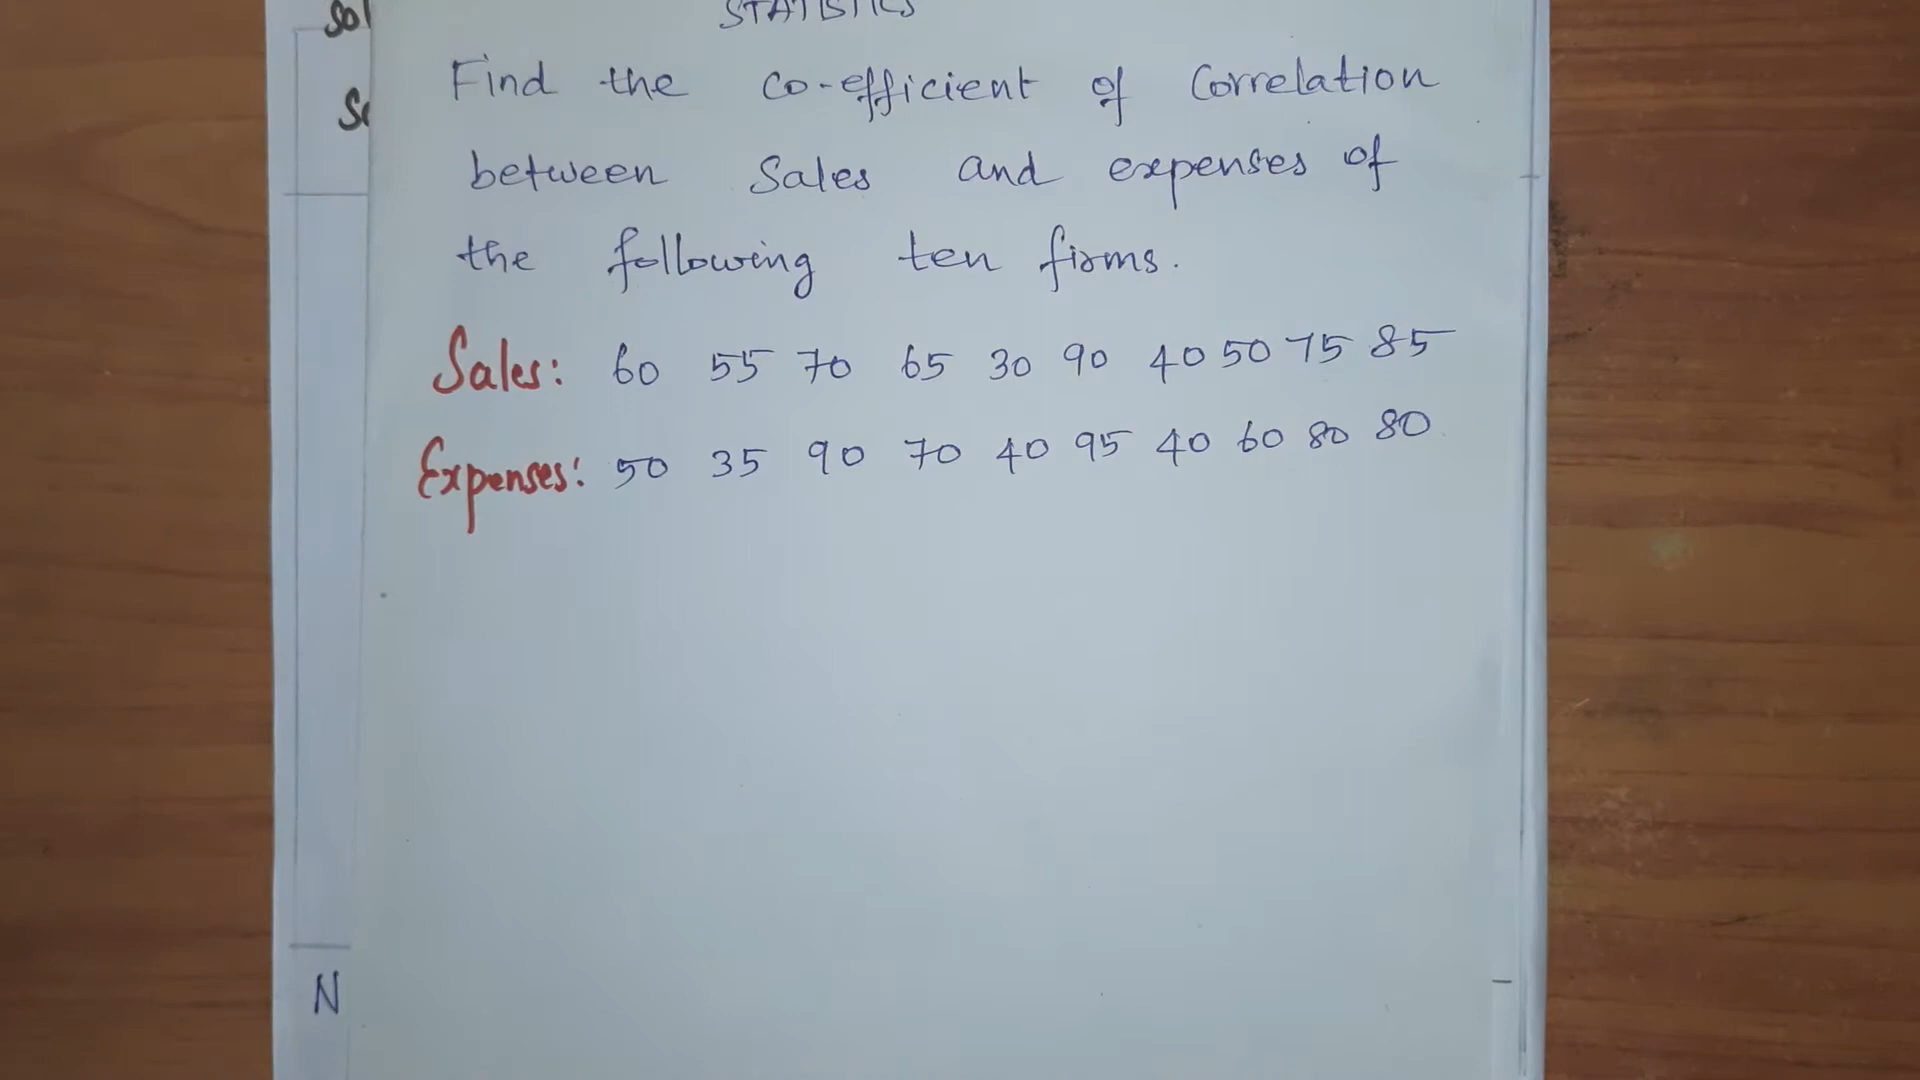 STATISTICS
Find the co-efficient of Correlation
between Sales and expenses of
the following ten firms.
Sales: 60 55 70 65 30 90 40 50 75 85
Expenses: 50 35 90 70 40 95 40 60 80 80
N